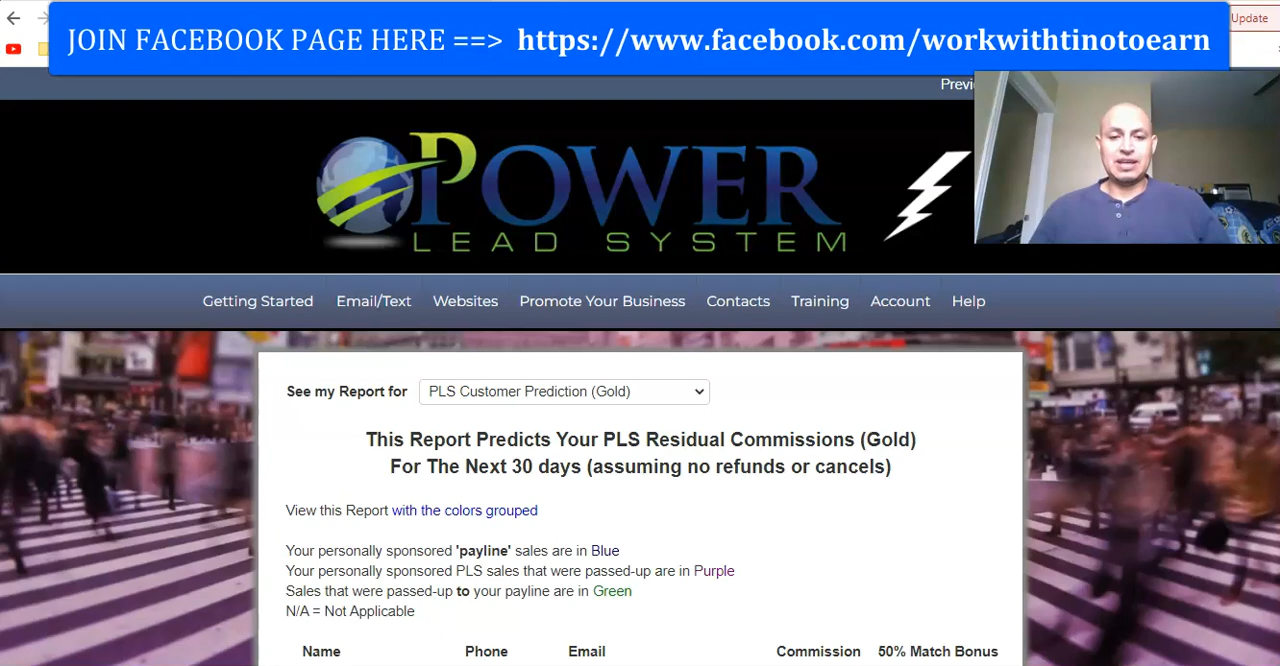 JOIN FACEBOOK PAGE HERE ==> https://www.facebook.com/workwithtinotoearn
Update
POWER
LEAD SYSTEM
Getting Started Email/Text Websites Promote Your Business Contacts Training Account Help
See my Report for PLS Customer Prediction (Gold)
This Report Predicts Your PLS Residual Commissions (Gold)
For The Next 30 days (assuming no refunds or cancels)
View this Report with the colors grouped
Your personally sponsored 'payline' sales are in Blue
Your personally sponsored PLS sales that were passed-up are in Purple
Sales that were passed-up to your payline are in Green
N/A = Not Applicable
Name Phone Email Commission 50% Match Bonus